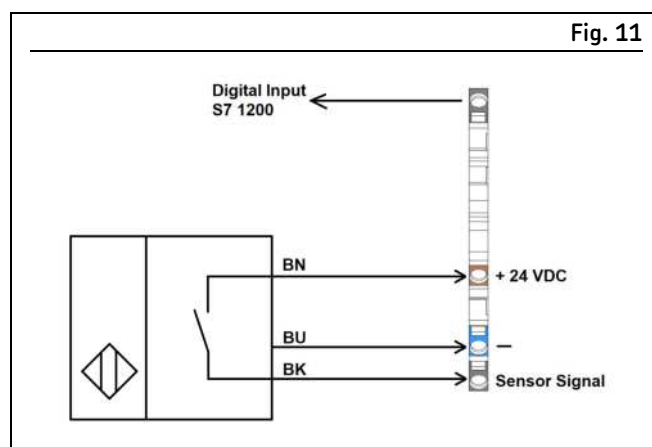 Fig. 11
Digital Input
S7 1200
BN
+ 24 VDC
BU
–
BK
Sensor Signal